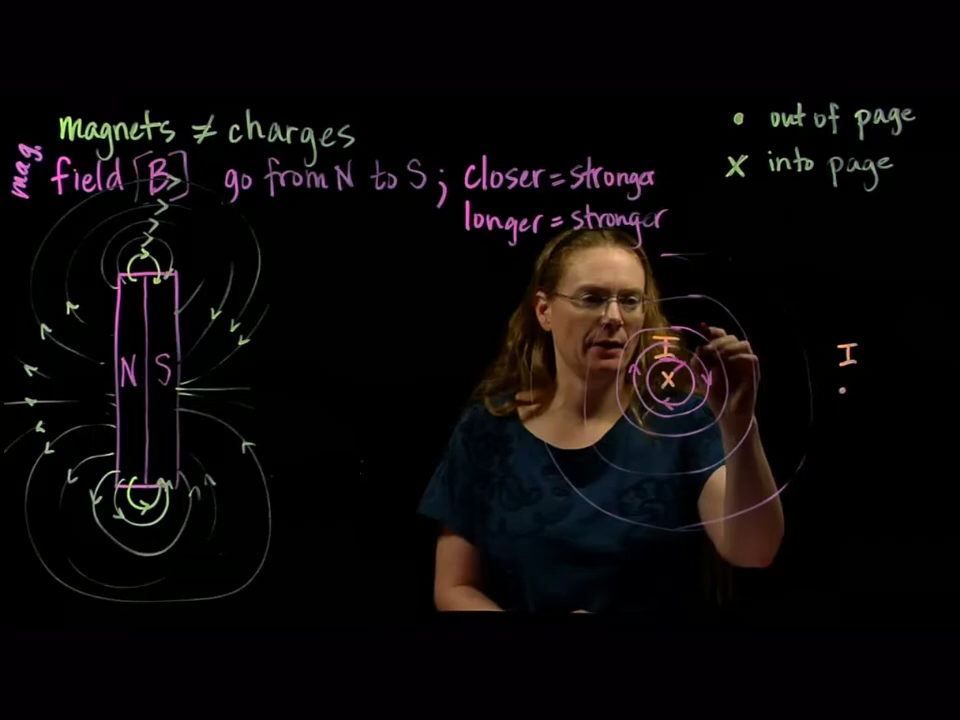 magnets ≠ charges
mag. field [B] go from N to S; closer = stronger
longer = stronger
• out of page
x into page
N S
I
x
I
•